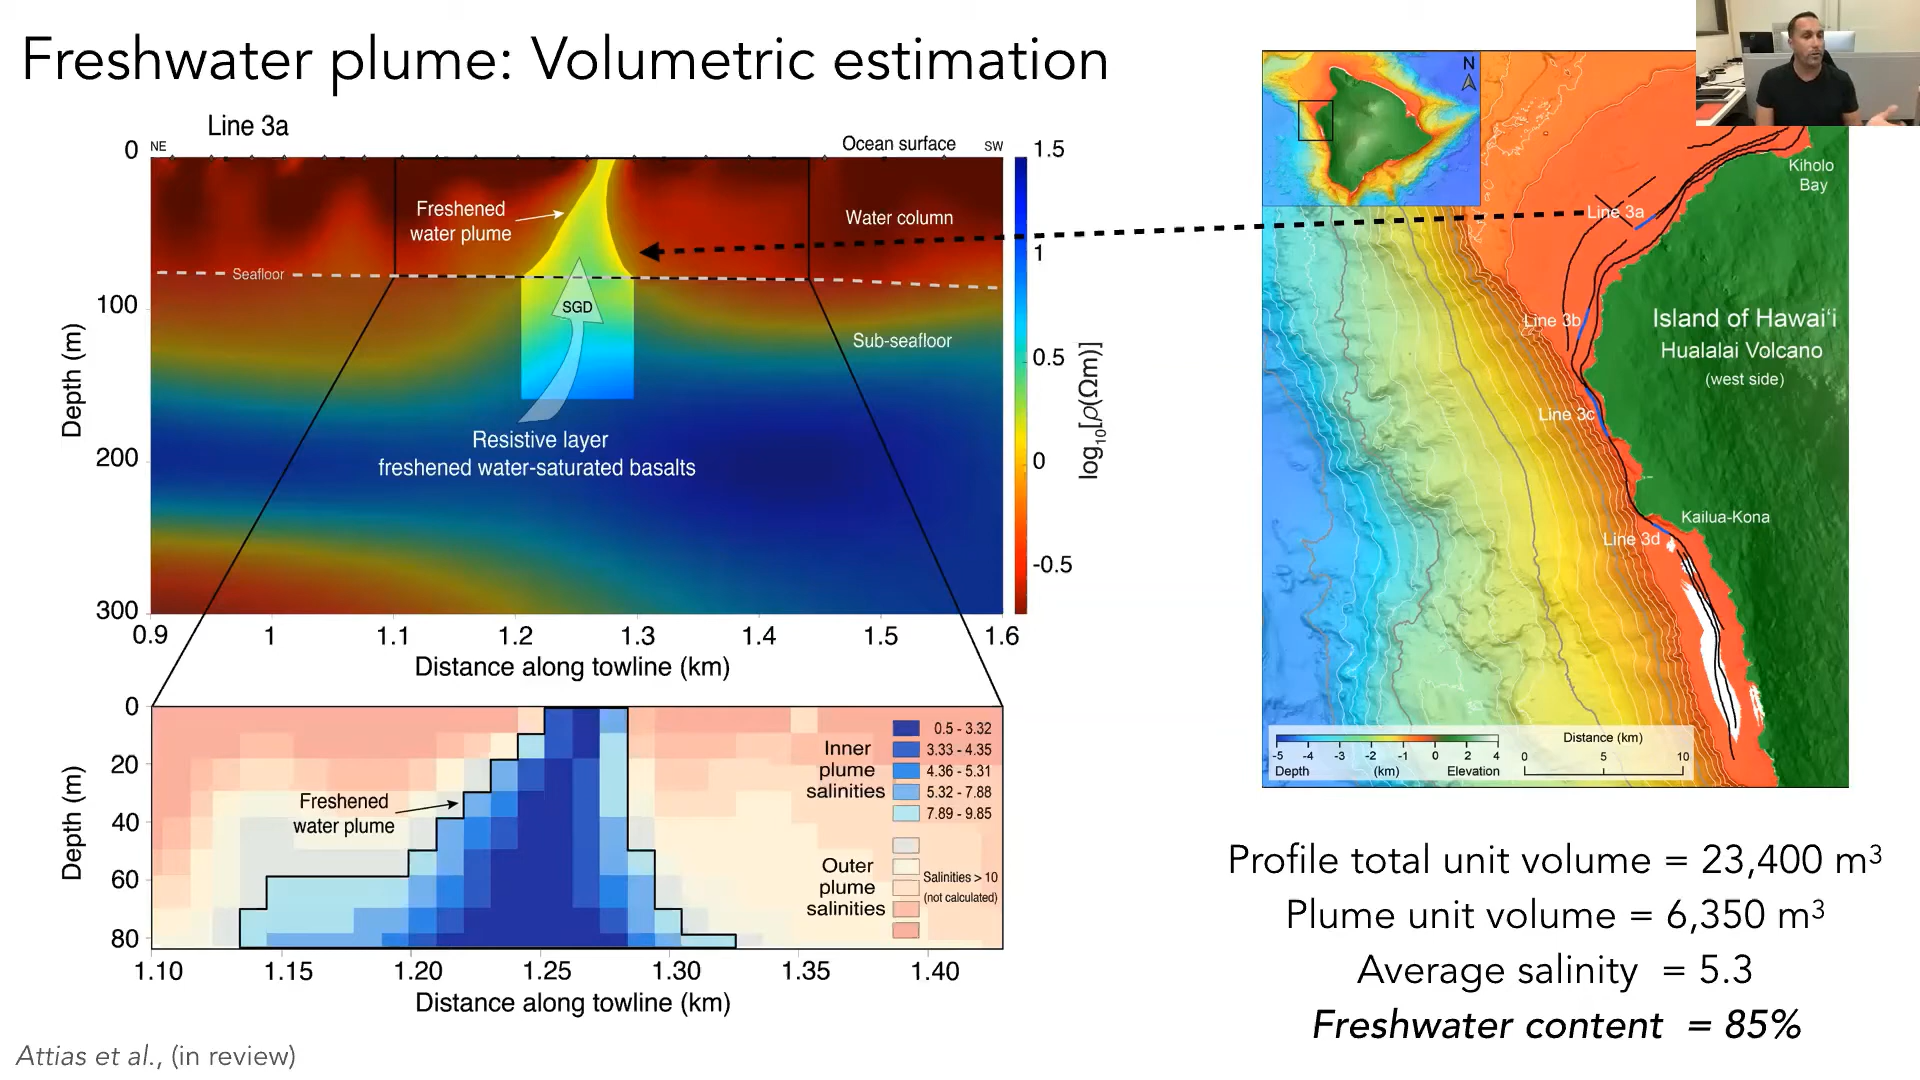 Freshwater plume: Volumetric estimation
Line 3a
NE
Ocean surface
SW
0
100
200
300
Depth (m)
Freshened
water plume
Water column
Seafloor
SGD
Sub-seafloor
Resistive layer
freshened water-saturated basalts
0.9
1
1.1
1.2
1.3
1.4
1.5
1.6
Distance along towline (km)
1.5
1
0.5
0
-0.5
log10[ρ(Ωm)]
0
20
40
60
80
Depth (m)
Freshened
water plume
Inner
plume
salinities
0.5 - 3.32
3.33 - 4.35
4.36 - 5.31
5.32 - 7.88
7.89 - 9.85
Outer
plume
salinities
Salinities > 10
(not calculated)
1.10
1.15
1.20
1.25
1.30
1.35
1.40
Distance along towline (km)
Attias et al., (in review)
N
Kiholo
Bay
Line 3a
Line 3b
Island of Hawaiʻi
Hualalai Volcano
(west side)
Line 3c
Kailua-Kona
Line 3d
-5 -4 -3 -2 -1 0 2 4
Depth (km) Elevation
Distance (km)
0 5 10
Profile total unit volume = 23,400 m³
Plume unit volume = 6,350 m³
Average salinity = 5.3
Freshwater content = 85%